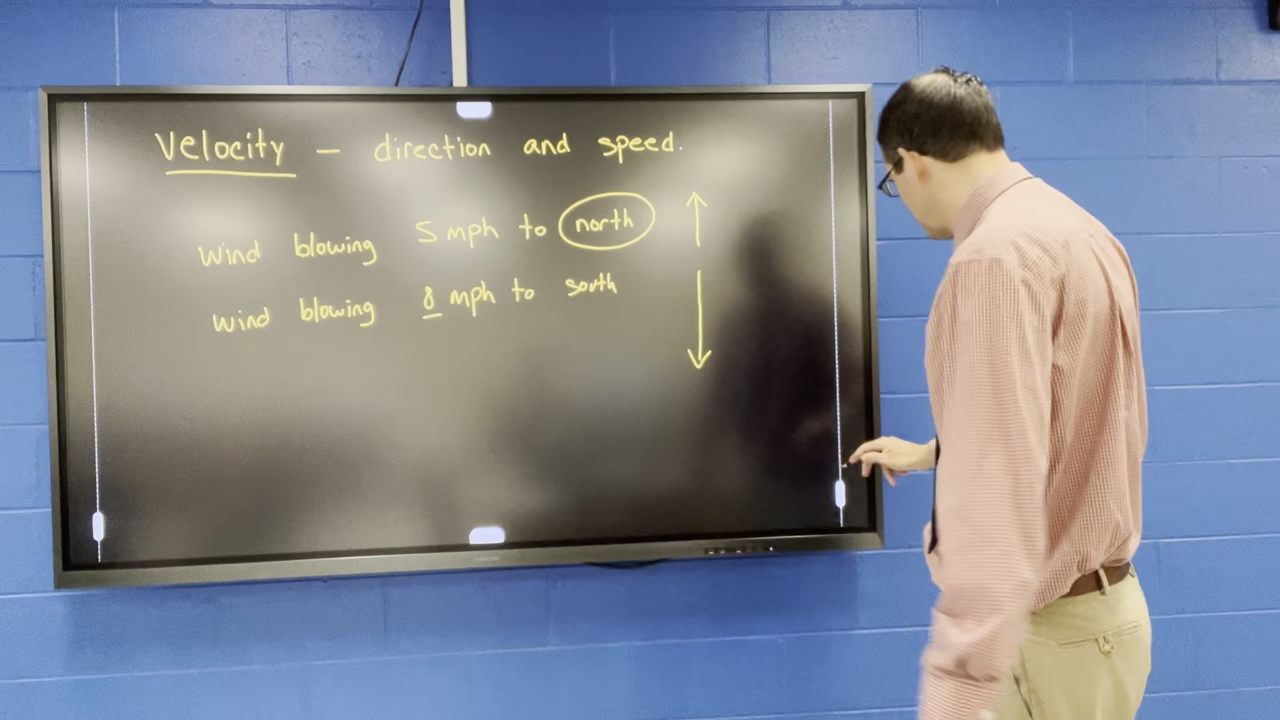 Velocity – direction and speed.
Wind blowing 5 mph to north
Wind blowing 8 mph to south